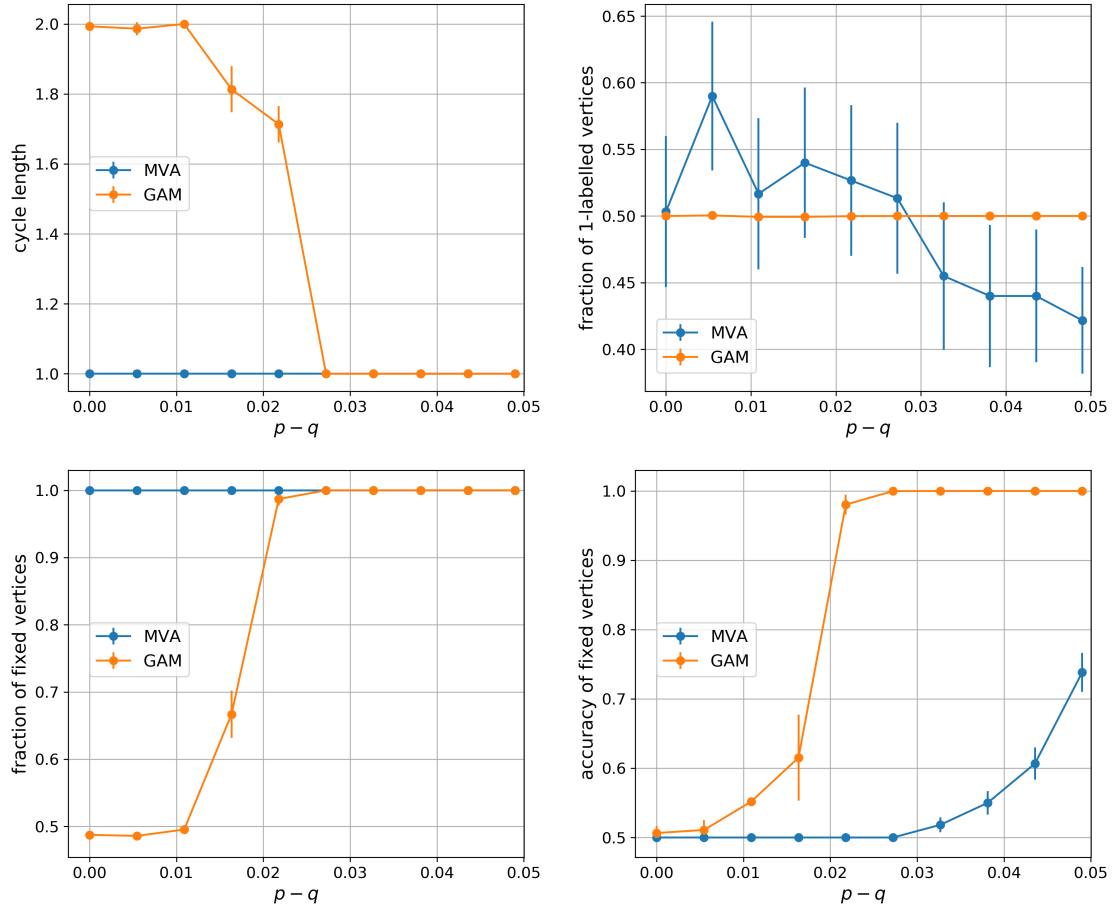 2.0
1.8
1.6
1.4
1.2
1.0
cycle length
MVA
GAM
0.00 0.01 0.02 0.03 0.04 0.05
p − q
0.65
0.60
0.55
0.50
0.45
0.40
fraction of 1-labelled vertices
MVA
GAM
0.00 0.01 0.02 0.03 0.04 0.05
p − q
1.0
0.9
0.8
0.7
0.6
0.5
fraction of fixed vertices
MVA
GAM
0.00 0.01 0.02 0.03 0.04 0.05
p − q
1.0
0.9
0.8
0.7
0.6
0.5
accuracy of fixed vertices
MVA
GAM
0.00 0.01 0.02 0.03 0.04 0.05
p − q